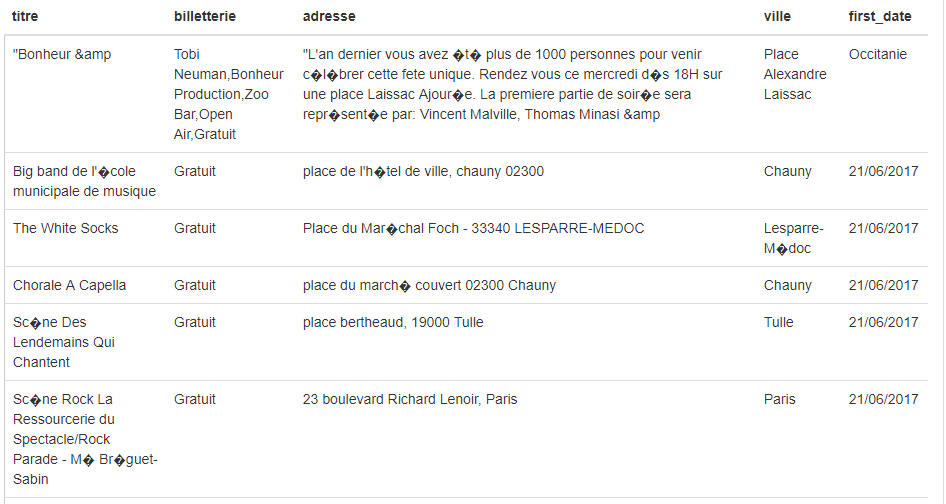 titre billetterie adresse ville first_date
"Bonheur &amp
Tobi
Neuman,Bonheur
Production,Zoo
Bar,Open
Air,Gratuit
"L'an dernier vous avez �t� plus de 1000 personnes pour venir
c�l�brer cette fete unique. Rendez vous ce mercredi d�s 18H sur
une place Laissac Ajour�e. La premiere partie de soir�e sera
repr�sent�e par: Vincent Malville, Thomas Minasi &amp
Place
Alexandre
Laissac
Occitanie
Big band de l'�cole
municipale de musique
Gratuit
place de l'h�tel de ville, chauny 02300
Chauny
21/06/2017
The White Socks
Gratuit
Place du Mar�chal Foch - 33340 LESPARRE-MEDOC
Lesparre-
M�doc
21/06/2017
Chorale A Capella
Gratuit
place du march� couvert 02300 Chauny
Chauny
21/06/2017
Sc�ne Des
Lendemains Qui
Chantent
Gratuit
place bertheaud, 19000 Tulle
Tulle
21/06/2017
Sc�ne Rock La
Ressourcerie du
Spectacle/Rock
Parade - M� Br�guet-
Sabin
Gratuit
23 boulevard Richard Lenoir, Paris
Paris
21/06/2017